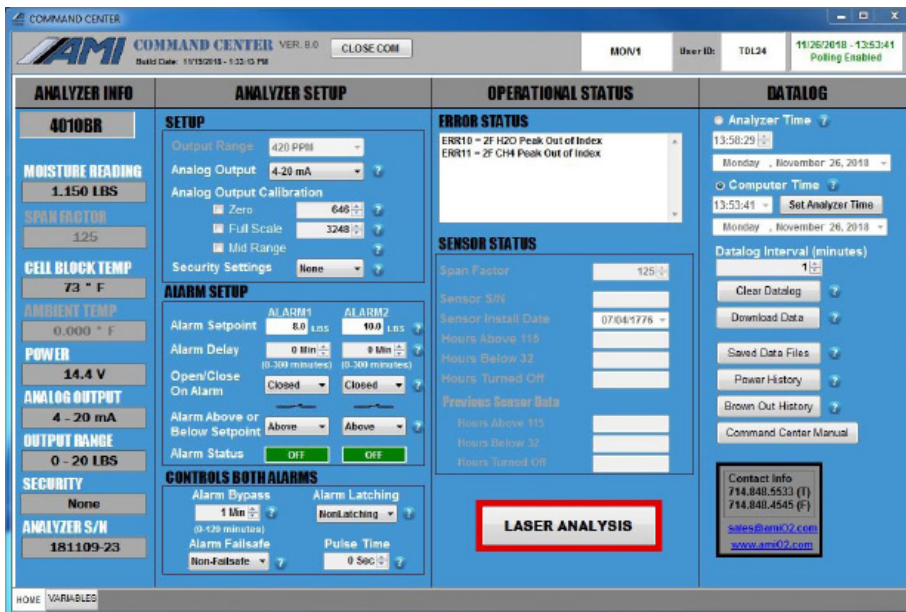 COMMAND CENTER
AMI COMMAND CENTER VER. 8.0 CLOSE COM MOIV1 User ID: TDL24 11/26/2018 - 13:53:41
Build Date: 11/15/2018 - 1:33:13 PM Polling Enabled
ANALYZER INFO
4010BR
MOISTURE READING
1.150 LBS
SPAN FACTOR
125
CELL BLOCK TEMP
73 ° F
AMBIENT TEMP
0.000 ° F
POWER
14.4 V
ANALOG OUTPUT
4 - 20 mA
OUTPUT RANGE
0 - 20 LBS
SECURITY
None
ANALYZER S/N
181109-23
ANALYZER SETUP
SETUP
Output Range 420 PPM
Analog Output 4-20 mA ?
Analog Output Calibration
Zero 646 ?
Full Scale 3248 ?
Mid Range ?
Security Settings None ?
ALARM SETUP
ALARM1 ALARM2
Alarm Setpoint 8.0 LBS 10.0 LBS ?
Alarm Delay 0 Min 0 Min ?
(0-300 minutes) (0-300 minutes)
Open/Close
On Alarm Closed Closed ?
Alarm Above or
Below Setpoint Above Above ?
Alarm Status OFF OFF
CONTROLS BOTH ALARMS
Alarm Bypass Alarm Latching
1 Min ? NonLatching ?
(0-120 minutes)
Alarm Failsafe Pulse Time
Non-Failsafe ? 0 Sec ?
OPERATIONAL STATUS
ERROR STATUS
ERR10 = 2F H2O Peak Out of Index
ERR11 = 2F CH4 Peak Out of Index
SENSOR STATUS
Span Factor 125
Sensor S/N
Sensor Install Date 07/04/1776
Hours Above 115
Hours Below 32
Hours Turned Off
Previous Sensor Data
Hours Above 115
Hours Below 32
Hours Turned Off
LASER ANALYSIS
DATALOG
Analyzer Time ?
13:58:29
Monday , November 26, 2018
Computer Time ?
13:53:41 Set Analyzer Time
Monday , November 26, 2018
Datalog Interval (minutes)
1
Clear Datalog ?
Download Data ?
Saved Data Files ?
Power History ?
Brown Out History ?
Command Center Manual
Contact Info
714.848.5533 (T)
714.848.4545 (F)
sales@amiO2.com
www.amiO2.com
HOME VARIABLES